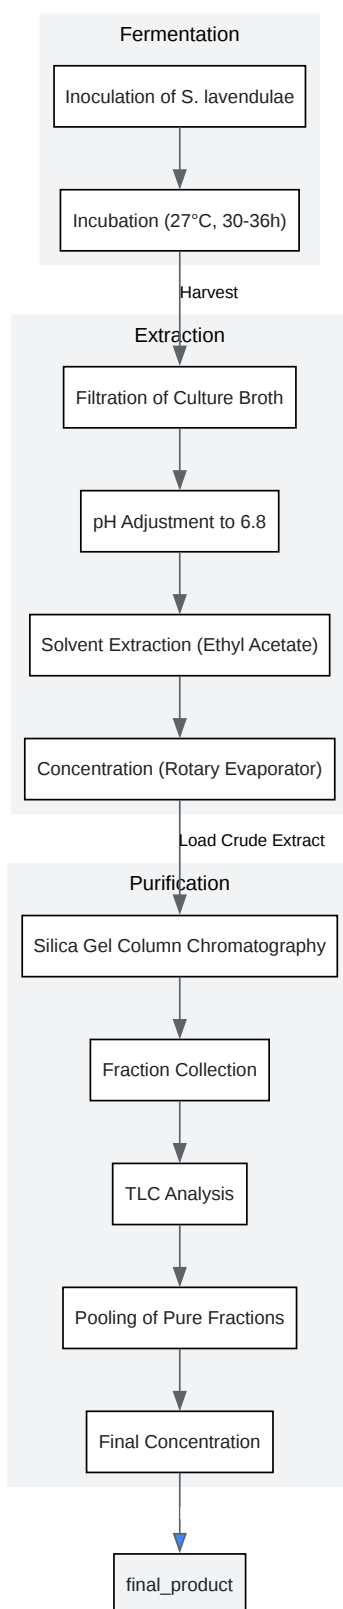 Fermentation
Inoculation of S. lavendulae
Incubation (27°C, 30-36h)
Harvest
Extraction
Filtration of Culture Broth
pH Adjustment to 6.8
Solvent Extraction (Ethyl Acetate)
Concentration (Rotary Evaporator)
Load Crude Extract
Purification
Silica Gel Column Chromatography
Fraction Collection
TLC Analysis
Pooling of Pure Fractions
Final Concentration
final_product